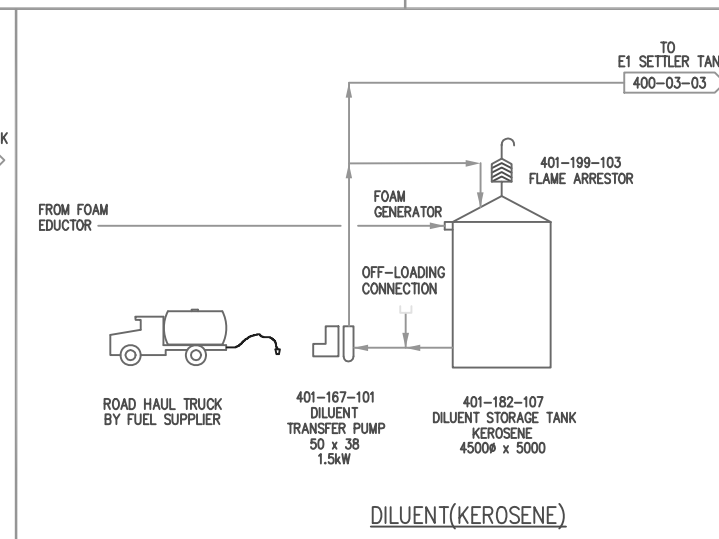 TO
E1 SETTLER TAN
400-03-03
K
401-199-103
FLAME ARRESTOR
FROM FOAM
EDUCTOR
FOAM
GENERATOR
OFF-LOADING
CONNECTION
ROAD HAUL TRUCK
BY FUEL SUPPLIER
401-167-101
DILUENT
TRANSFER PUMP
50 x 38
1.5kW
401-182-107
DILUENT STORAGE TANK
KEROSENE
4500ø x 5000
DILUENT(KEROSENE)